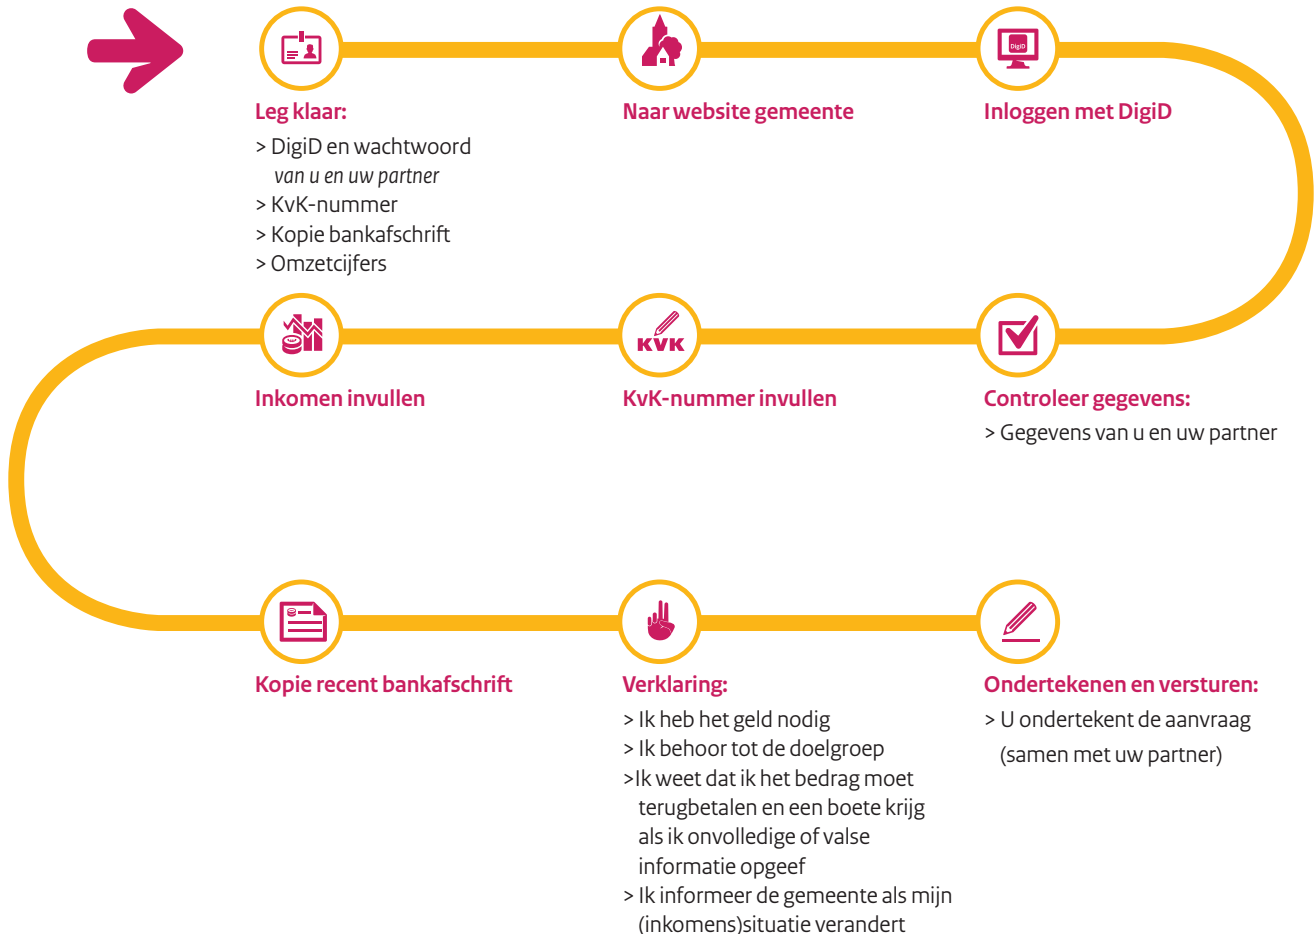 Leg klaar:
> DigiD en wachtwoord
van u en uw partner
> KvK-nummer
> Kopie bankafschrift
> Omzetcijfers
Naar website gemeente
DigiD
Inloggen met DigiD
Controleer gegevens:
> Gegevens van u en uw partner
KVK
KvK-nummer invullen
Inkomen invullen
Kopie recent bankafschrift
Verklaring:
> Ik heb het geld nodig
> Ik behoor tot de doelgroep
>Ik weet dat ik het bedrag moet
terugbetalen en een boete krijg
als ik onvolledige of valse
informatie opgeef
> Ik informeer de gemeente als mijn
(inkomens)situatie verandert
Ondertekenen en versturen:
> U ondertekent de aanvraag
(samen met uw partner)